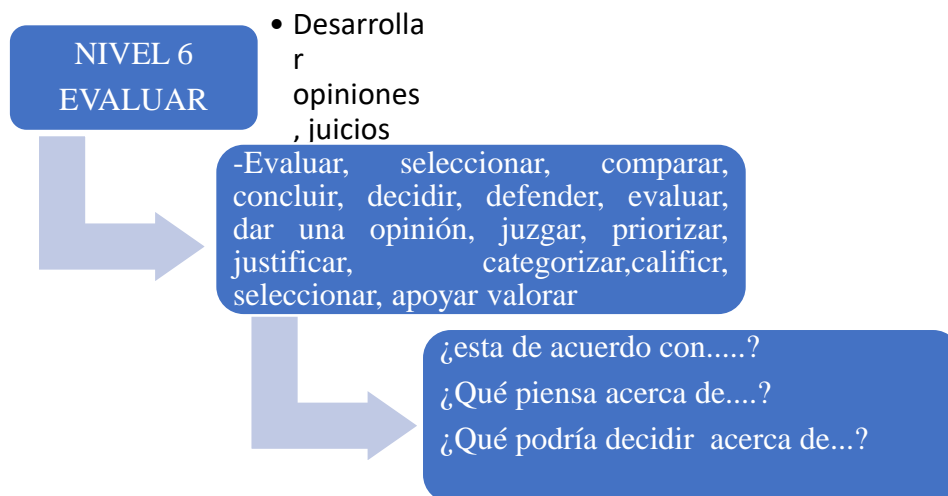 NIVEL 6
EVALUAR
• Desarrolla
r
opiniones
, juicios
-Evaluar, seleccionar, comparar,
concluir, decidir, defender, evaluar,
dar una opinión, juzgar, priorizar,
justificar, categorizar,calificr,
seleccionar, apoyar valorar
¿esta de acuerdo con.....?
¿Qué piensa acerca de....?
¿Qué podría decidir acerca de...?